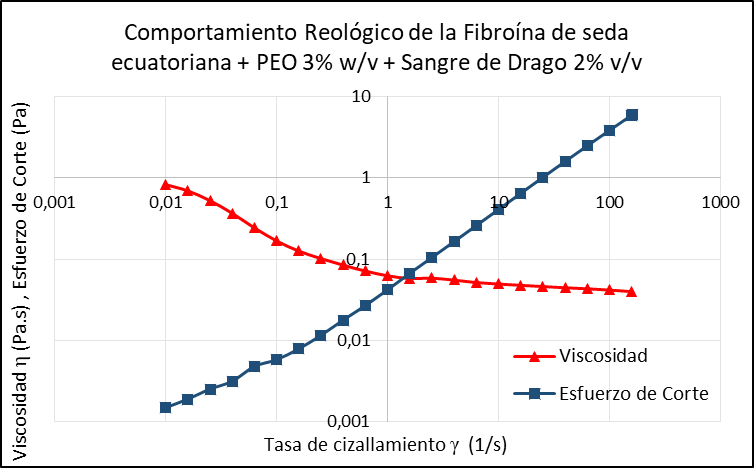 Comportamiento Reológico de la Fibroína de seda
ecuatoriana + PEO 3% w/v + Sangre de Drago 2% v/v
Viscosidad η (Pa.s) , Esfuerzo de Corte (Pa)
10
1
0,001
0,01
0,1
1
10
100
1000
0,1
0,01
0,001
Viscosidad
Esfuerzo de Corte
Tasa de cizallamiento γ (1/s)